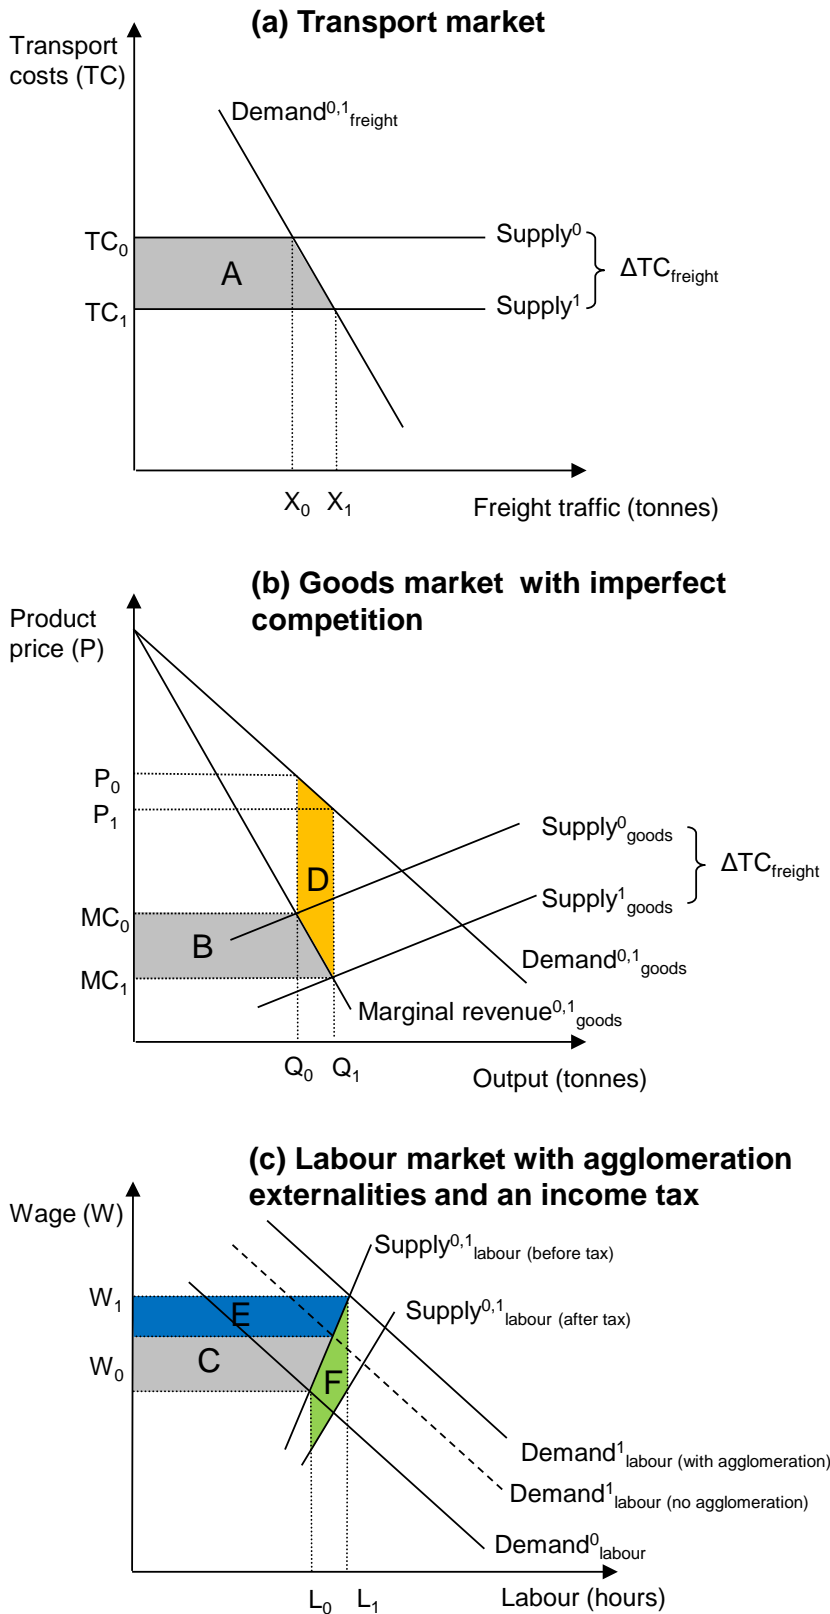 (a) Transport market
Transport
costs (TC)
Demand⁰,¹freight
TC₀
Supply⁰
A
ΔTCfreight
TC₁
Supply¹
X₀ X₁
Freight traffic (tonnes)
(b) Goods market with imperfect
competition
Product
price (P)
P₀
P₁
Supply⁰goods
D
ΔTCfreight
Supply¹goods
MC₀
B
Demand⁰,¹goods
MC₁
Marginal revenue⁰,¹goods
Q₀ Q₁
Output (tonnes)
(c) Labour market with agglomeration
externalities and an income tax
Wage (W)
Supply⁰,¹labour (before tax)
W₁
E
Supply⁰,¹labour (after tax)
W₀
C
F
Demand¹labour (with agglomeration)
Demand¹labour (no agglomeration)
Demand⁰labour
L₀ L₁
Labour (hours)